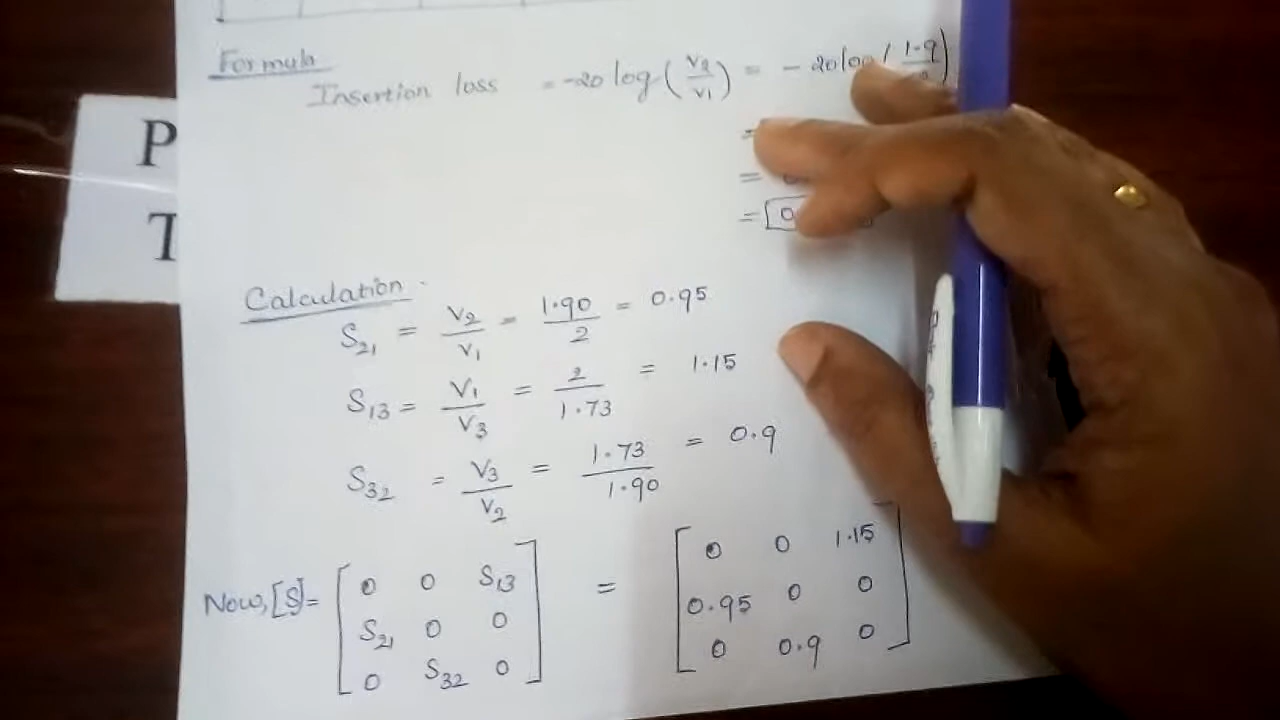 Formula
Insertion loss = -20 log (V2/V1) = - 20 log (1.9/
=
=
= 0
P
T
Calculation.
S21 = V2/V1 = 1.90/2 = 0.95
S13 = V1/V3 = 2/1.73 = 1.15
S32 = V3/V2 = 1.73/1.90 = 0.9
Now, [S] = [ 0 0 S13 ] = [ 0 0 1.15 ]
S21 0 0 0.95 0 0
0 S32 0 0 0.9 0